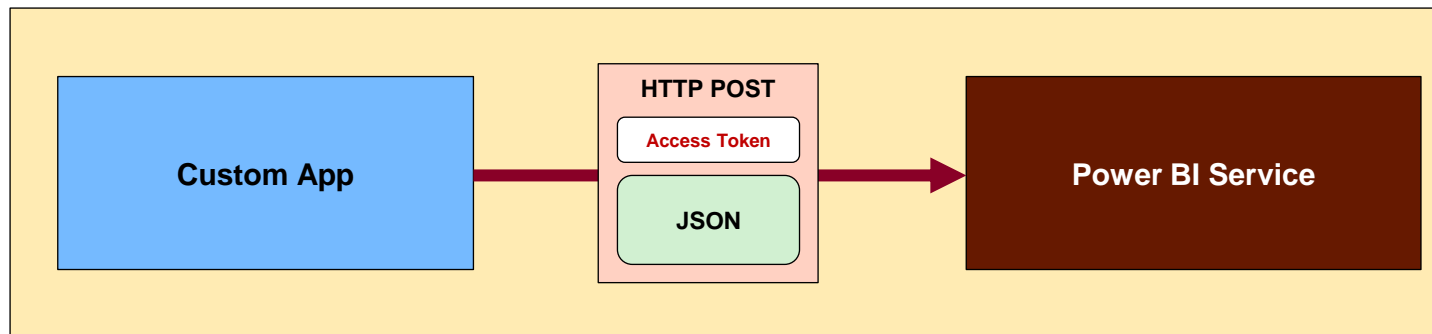 Custom App
HTTP POST
Access Token
JSON
Power BI Service